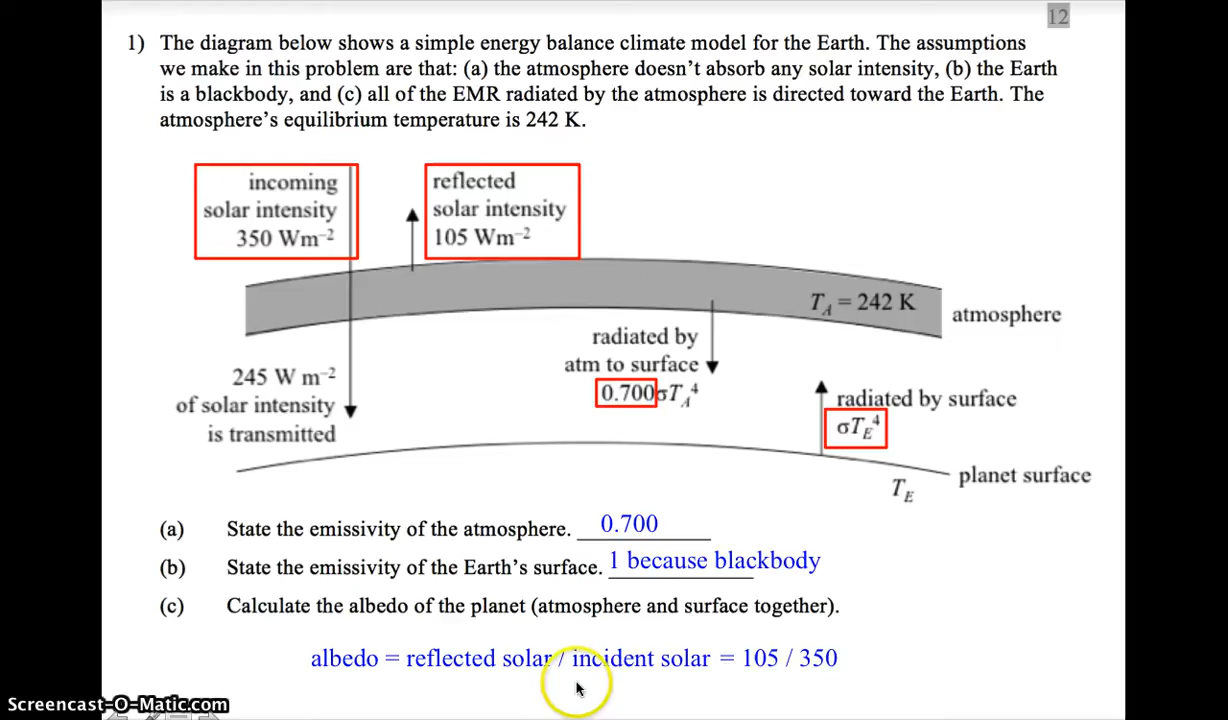 12
1) The diagram below shows a simple energy balance climate model for the Earth. The assumptions
we make in this problem are that: (a) the atmosphere doesn't absorb any solar intensity, (b) the Earth
is a blackbody, and (c) all of the EMR radiated by the atmosphere is directed toward the Earth. The
atmosphere's equilibrium temperature is 242 K.
incoming
solar intensity
350 Wm⁻²
reflected
solar intensity
105 Wm⁻²
T_A = 242 K
atmosphere
radiated by
atm to surface
0.700σT_A⁴
245 W m⁻²
of solar intensity
is transmitted
radiated by surface
σT_E⁴
planet surface
T_E
(a) State the emissivity of the atmosphere. 0.700
(b) State the emissivity of the Earth's surface. 1 because blackbody
(c) Calculate the albedo of the planet (atmosphere and surface together).
albedo = reflected solar / incident solar = 105 / 350
Screencast-O-Matic.com